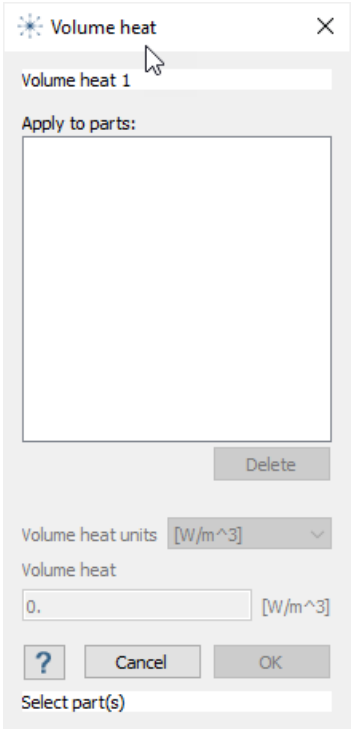 Volume heat
Volume heat 1
Apply to parts:
Delete
Volume heat units [W/m^3]
Volume heat
0. [W/m^3]
? Cancel OK
Select part(s)